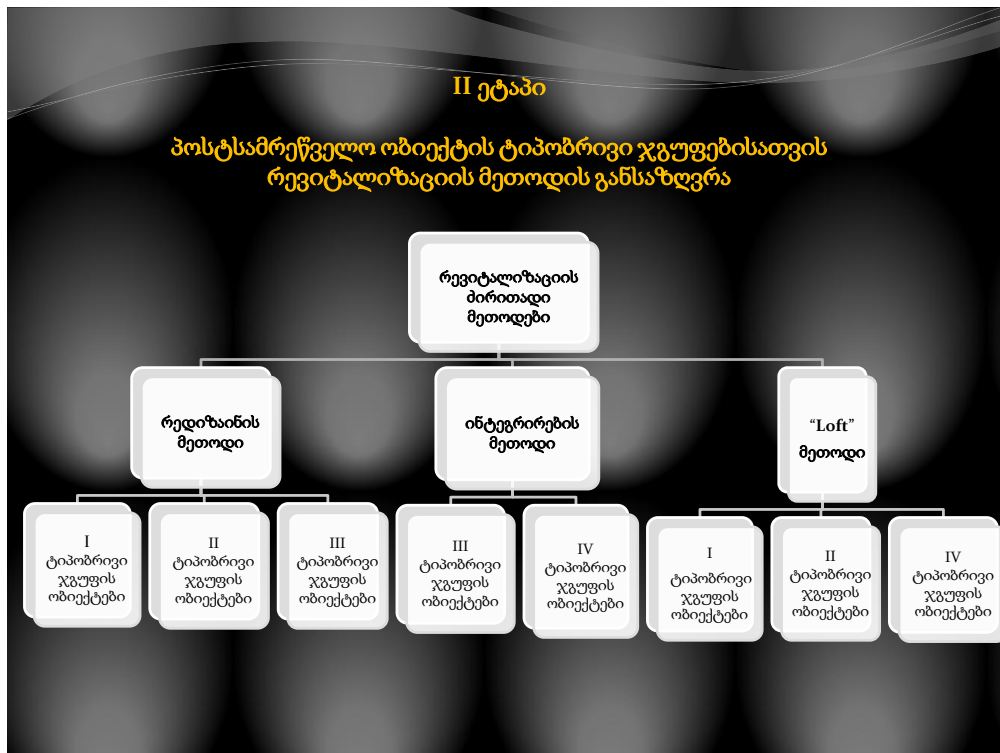 II ეტაპი
პოსტსამრეწველო ობიექტის ტიპობრივი ჯგუფებისათვის
რევიტალიზაციის მეთოდის განსაზღვრა
რევიტალიზაციის
ძირითადი
მეთოდები
რედიზაინის
მეთოდი
ინტეგრირების
მეთოდი
“Loft”
მეთოდი
I
ტიპობრივი
ჯგუფის
ობიექტები
II
ტიპობრივი
ჯგუფის
ობიექტები
III
ტიპობრივი
ჯგუფის
ობიექტები
III
ტიპობრივი
ჯგუფის
ობიექტები
IV
ტიპობრივი
ჯგუფის
ობიექტები
I
ტიპობრივი
ჯგუფის
ობიექტები
II
ტიპობრივი
ჯგუფის
ობიექტები
IV
ტიპობრივი
ჯგუფის
ობიექტები